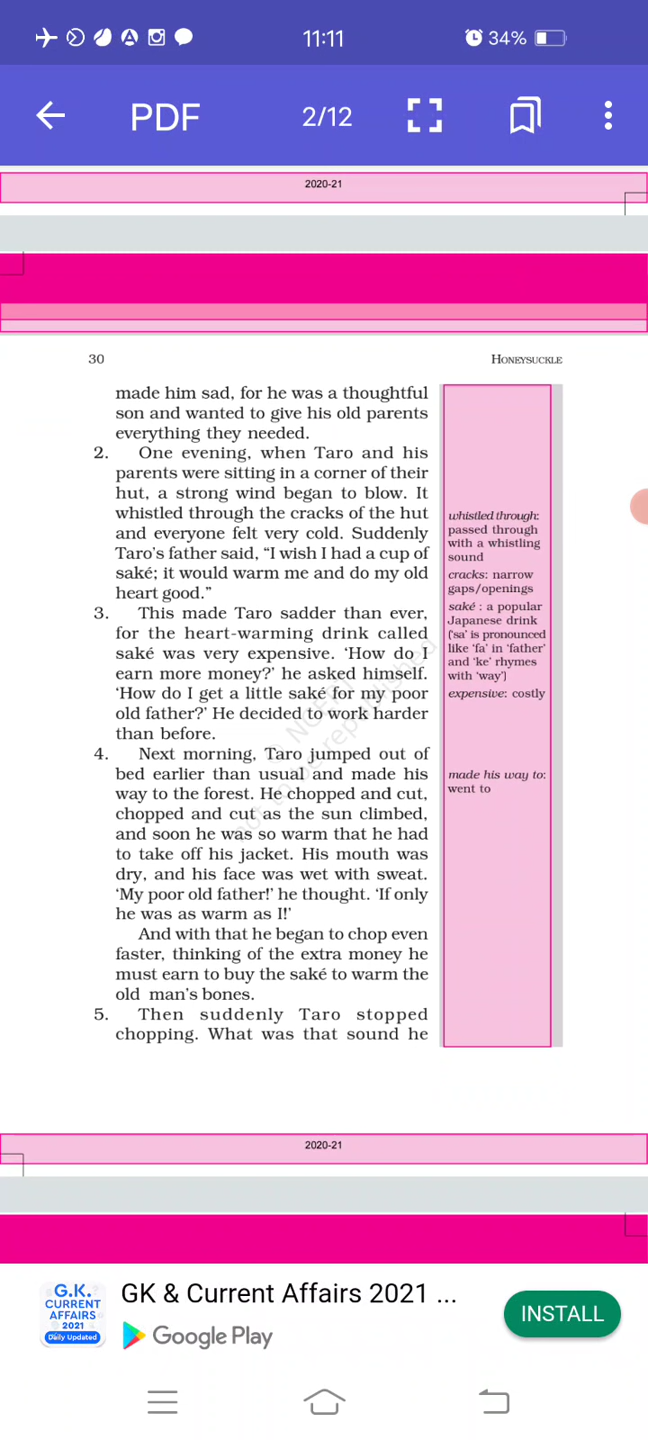 11:11
34%
PDF
2/12
2020-21
30
HONEYSUCKLE
made him sad, for he was a thoughtful
son and wanted to give his old parents
everything they needed.
2. One evening, when Taro and his
parents were sitting in a corner of their
hut, a strong wind began to blow. It
whistled through the cracks of the hut
and everyone felt very cold. Suddenly
Taro's father said, “I wish I had a cup of
saké; it would warm me and do my old
heart good.”
3. This made Taro sadder than ever,
for the heart-warming drink called
saké was very expensive. ‘How do I
earn more money?’ he asked himself.
‘How do I get a little saké for my poor
old father?’ He decided to work harder
than before.
4. Next morning, Taro jumped out of
bed earlier than usual and made his
way to the forest. He chopped and cut,
chopped and cut as the sun climbed,
and soon he was so warm that he had
to take off his jacket. His mouth was
dry, and his face was wet with sweat.
‘My poor old father!’ he thought. ‘If only
he was as warm as I!’
And with that he began to chop even
faster, thinking of the extra money he
must earn to buy the saké to warm the
old man's bones.
5. Then suddenly Taro stopped
chopping. What was that sound he
whistled through:
passed through
with a whistling
sound
cracks: narrow
gaps/openings
saké : a popular
Japanese drink
(‘sa’ is pronounced
like ‘fa’ in ‘father’
and ‘ke’ rhymes
with ‘way’)
expensive: costly
made his way to:
went to
© NCERT
not to be republished
2020-21
G.K.
CURRENT
AFFAIRS
2021
Daily Updated
GK & Current Affairs 2021 ...
Google Play
INSTALL